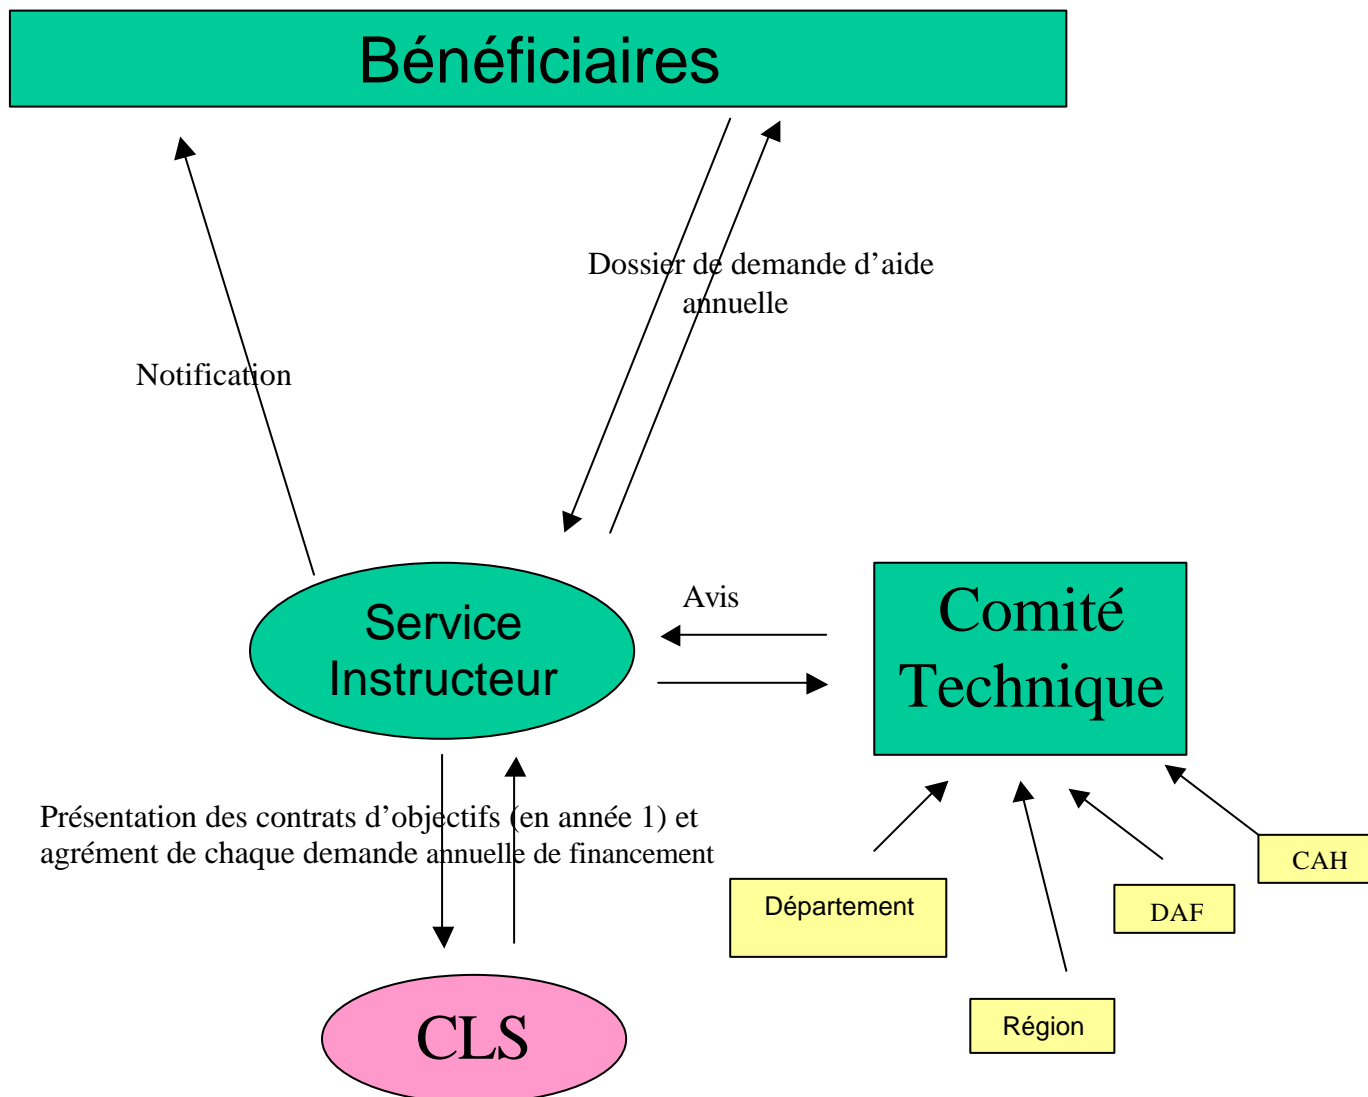 Bénéficiaires
Dossier de demande d’aide
annuelle
Notification
Service
Instructeur
Avis
Comité
Technique
Présentation des contrats d’objectifs (en année 1) et
agrément de chaque demande annuelle de financement
CAH
Département
DAF
Région
CLS